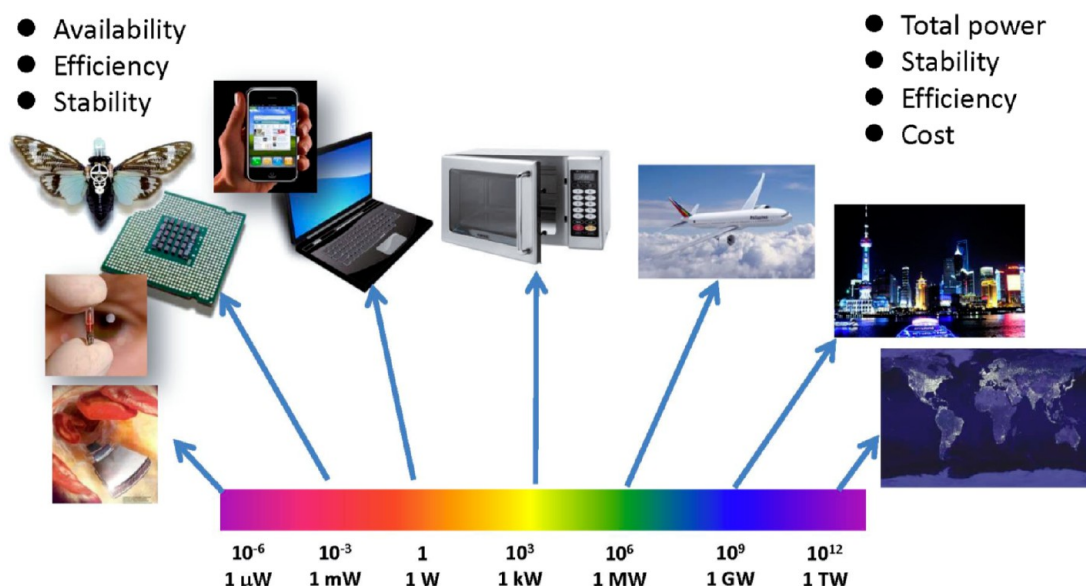 ● Availability
● Efficiency
● Stability
● Total power
● Stability
● Efficiency
● Cost
10⁻⁶ 10⁻³ 1 10³ 10⁶ 10⁹ 10¹²
1 μW 1 mW 1 W 1 kW 1 MW 1 GW 1 TW